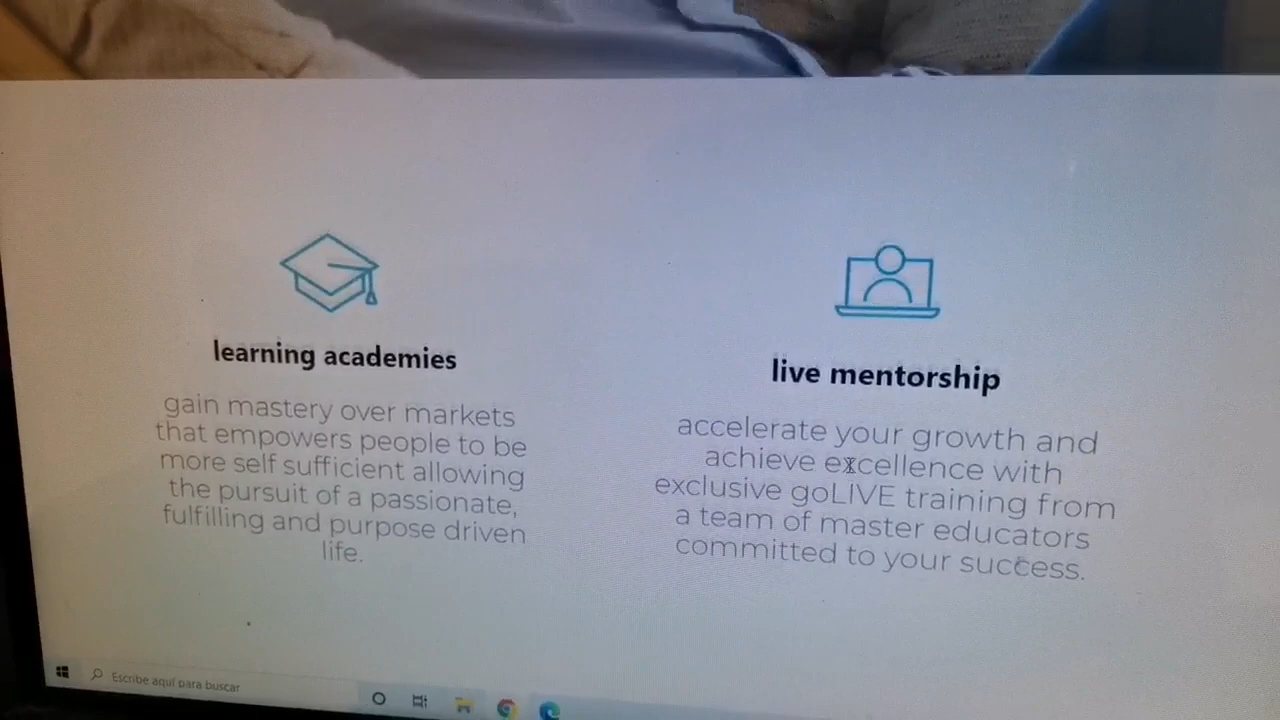 learning academies
gain mastery over markets
that empowers people to be
more self sufficient allowing
the pursuit of a passionate,
fulfilling and purpose driven
life.
live mentorship
accelerate your growth and
achieve excellence with
exclusive goLIVE training from
a team of master educators
committed to your success.
Escribe aquí para buscar